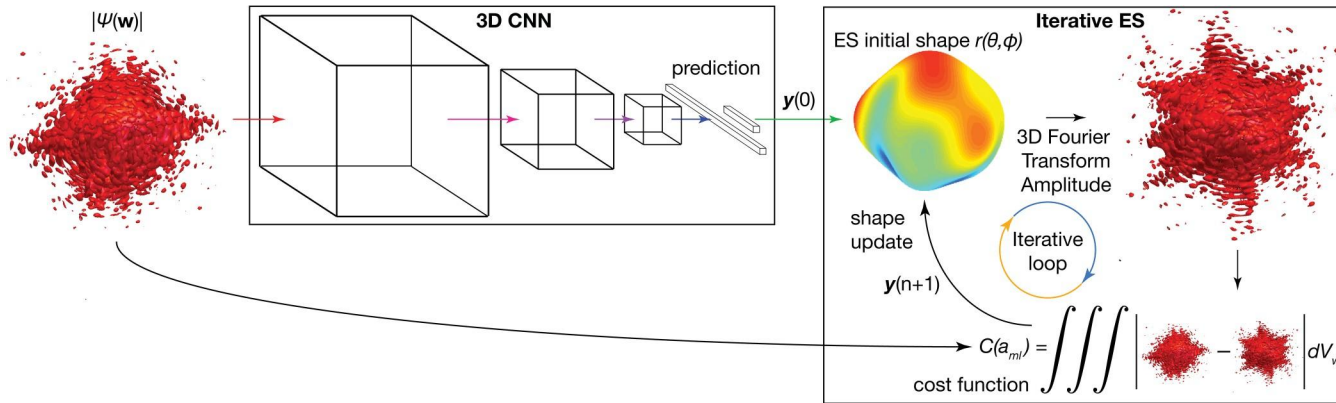 |Ψ(w)|
3D CNN
prediction
y(0)
Iterative ES
ES initial shape r(θ,ϕ)
3D Fourier
Transform
Amplitude
shape
update
Iterative
loop
y(n+1)
C(aml) = ∫∫∫ | − | dVw
cost function